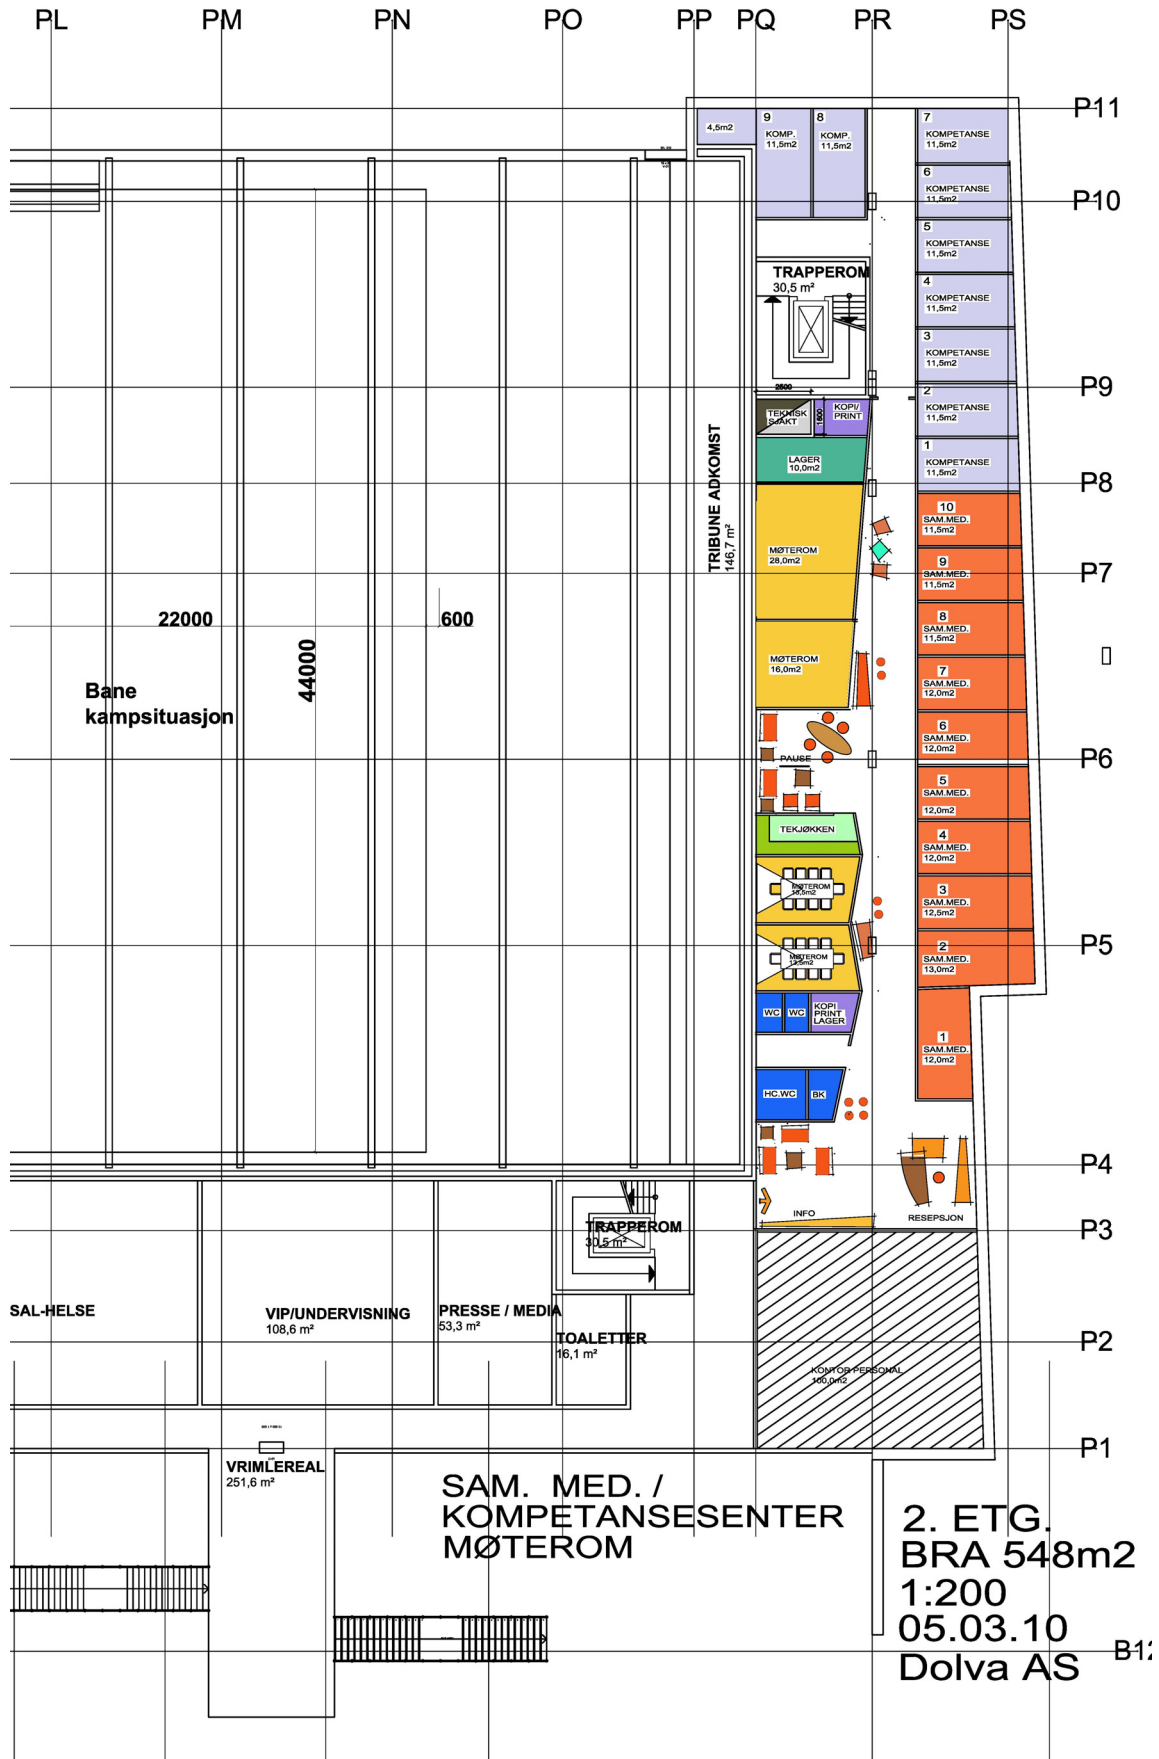 PL PM PN PO PP PQ PR PS
P11
4,5m2
9
KOMP.
11,5m2
8
KOMP.
11,5m2
7
KOMPETANSE
11,5m2
6
KOMPETANSE
11,5m2
P10
5
KOMPETANSE
11,5m2
TRAPPEROM
30,5 m²
4
KOMPETANSE
11,5m2
3
KOMPETANSE
11,5m2
P9
2500
2
KOMPETANSE
11,5m2
TEKNISK
SJAKT
1600
KOPI/
PRINT
1
KOMPETANSE
11,5m2
LAGER
10,0m2
P8
TRIBUNE ADKOMST
146,7 m²
10
SAM.MED.
11,5m2
MØTEROM
28,0m2
9
SAM.MED.
11,5m2
P7
22000
600
44000
8
SAM.MED.
11,5m2
MØTEROM
16,0m2
7
SAM.MED.
12,0m2
Bane
kampsituasjon
6
SAM.MED.
12,0m2
PAUSE
P6
5
SAM.MED.
12,0m2
TEKJØKKEN
4
SAM.MED.
12,0m2
MØTEROM
3
SAM.MED.
12,5m2
P5
MØTEROM
13,5m2
2
SAM.MED.
13,0m2
WC
WC
KOPI
PRINT
LAGER
1
SAM.MED.
12,0m2
HC.WC
BK
P4
INFO
RESEPSJON
P3
TRAPPEROM
30,5 m²
SAL-HELSE
VIP/UNDERVISNING
108,6 m²
PRESSE / MEDIA
53,3 m²
TOALETTER
16,1 m²
P2
KONTOR PERSONAL
100,0m2
P1
VRIMLEREAL
251,6 m²
SAM. MED. /
KOMPETANSESENTER
MØTEROM
2. ETG.
BRA 548m2
1:200
05.03.10
Dolva AS
B12